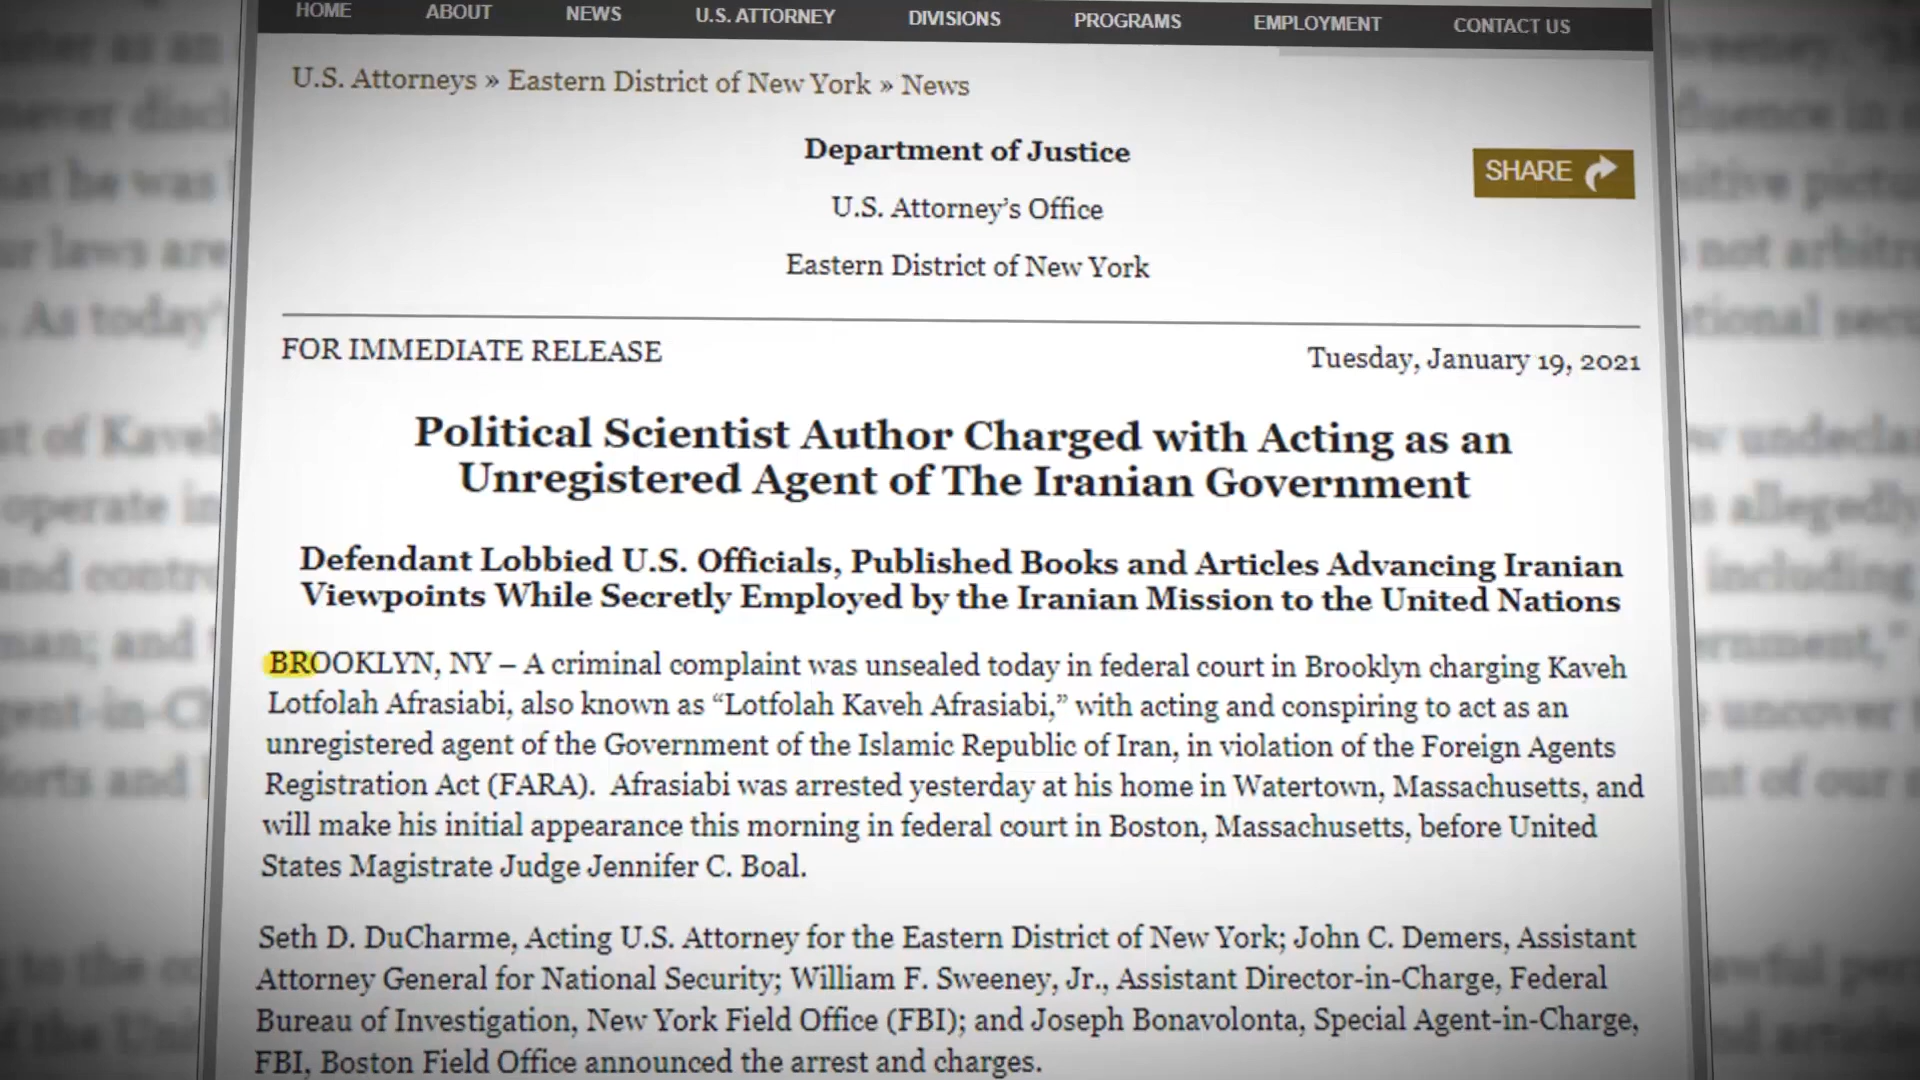 HOME ABOUT NEWS U.S. ATTORNEY DIVISIONS PROGRAMS EMPLOYMENT CONTACT US
U.S. Attorneys » Eastern District of New York » News
Department of Justice
SHARE
U.S. Attorney’s Office
Eastern District of New York
FOR IMMEDIATE RELEASE
Tuesday, January 19, 2021
Political Scientist Author Charged with Acting as an
Unregistered Agent of The Iranian Government
Defendant Lobbied U.S. Officials, Published Books and Articles Advancing Iranian
Viewpoints While Secretly Employed by the Iranian Mission to the United Nations
BROOKLYN, NY – A criminal complaint was unsealed today in federal court in Brooklyn charging Kaveh
Lotfolah Afrasiabi, also known as “Lotfolah Kaveh Afrasiabi,” with acting and conspiring to act as an
unregistered agent of the Government of the Islamic Republic of Iran, in violation of the Foreign Agents
Registration Act (FARA).  Afrasiabi was arrested yesterday at his home in Watertown, Massachusetts, and
will make his initial appearance this morning in federal court in Boston, Massachusetts, before United
States Magistrate Judge Jennifer C. Boal.
Seth D. DuCharme, Acting U.S. Attorney for the Eastern District of New York; John C. Demers, Assistant
Attorney General for National Security; William F. Sweeney, Jr., Assistant Director-in-Charge, Federal
Bureau of Investigation, New York Field Office (FBI); and Joseph Bonavolonta, Special Agent-in-Charge,
FBI, Boston Field Office announced the arrest and charges.